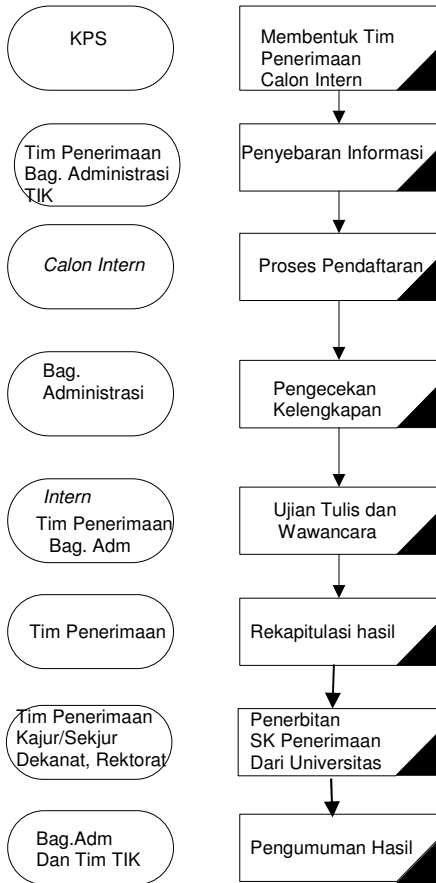 KPS
Membentuk Tim
Penerimaan
Calon Intern
Tim Penerimaan
Bag. Administrasi
TIK
Penyebaran Informasi
Calon Intern
Proses Pendaftaran
Bag.
Administrasi
Pengecekan
Kelengkapan
Intern
Tim Penerimaan
Bag. Adm
Ujian Tulis dan
Wawancara
Tim Penerimaan
Rekapitulasi hasil
Tim Penerimaan
Kajur/Sekjur
Dekanat, Rektorat
Penerbitan
SK Penerimaan
Dari Universitas
Bag.Adm
Dan Tim TIK
Pengumuman Hasil